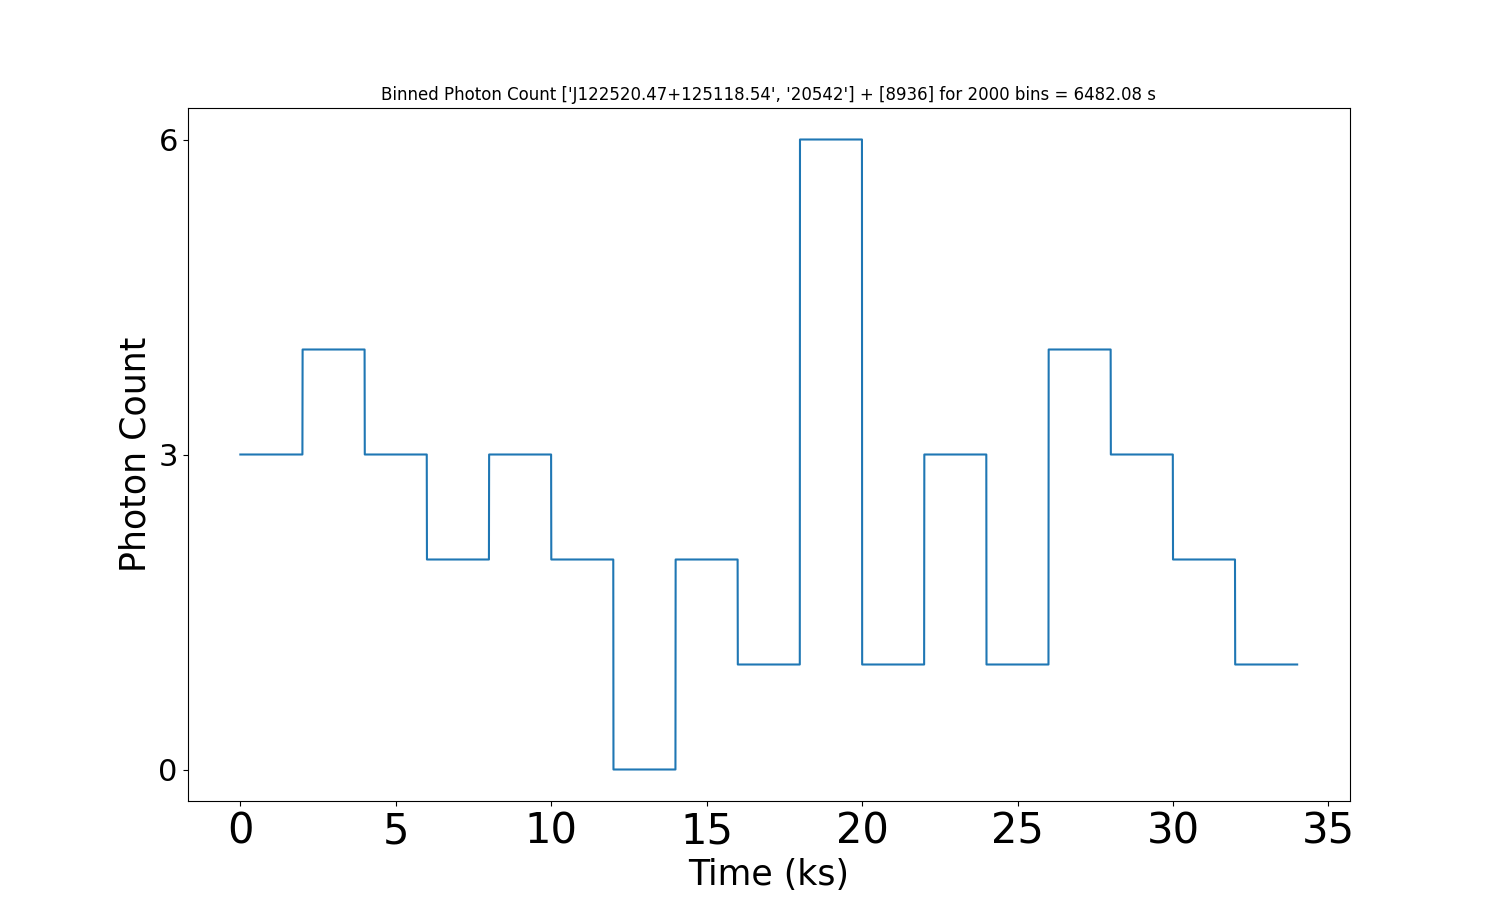 Binned Photon Count ['J122520.47+125118.54', '20542'] + [8936] for 2000 bins = 6482.08 s
6
3
0
Photon Count
0 5 10 15 20 25 30 35
Time (ks)